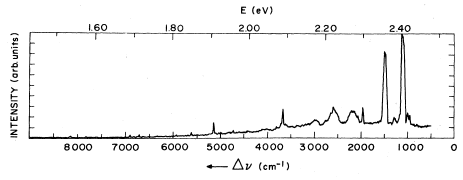 E (eV)
1.60 1.80 2.00 2.20 2.40
INTENSITY (arb. units)
8000 7000 6000 5000 4000 3000 2000 1000 0
← Δν (cm⁻¹)